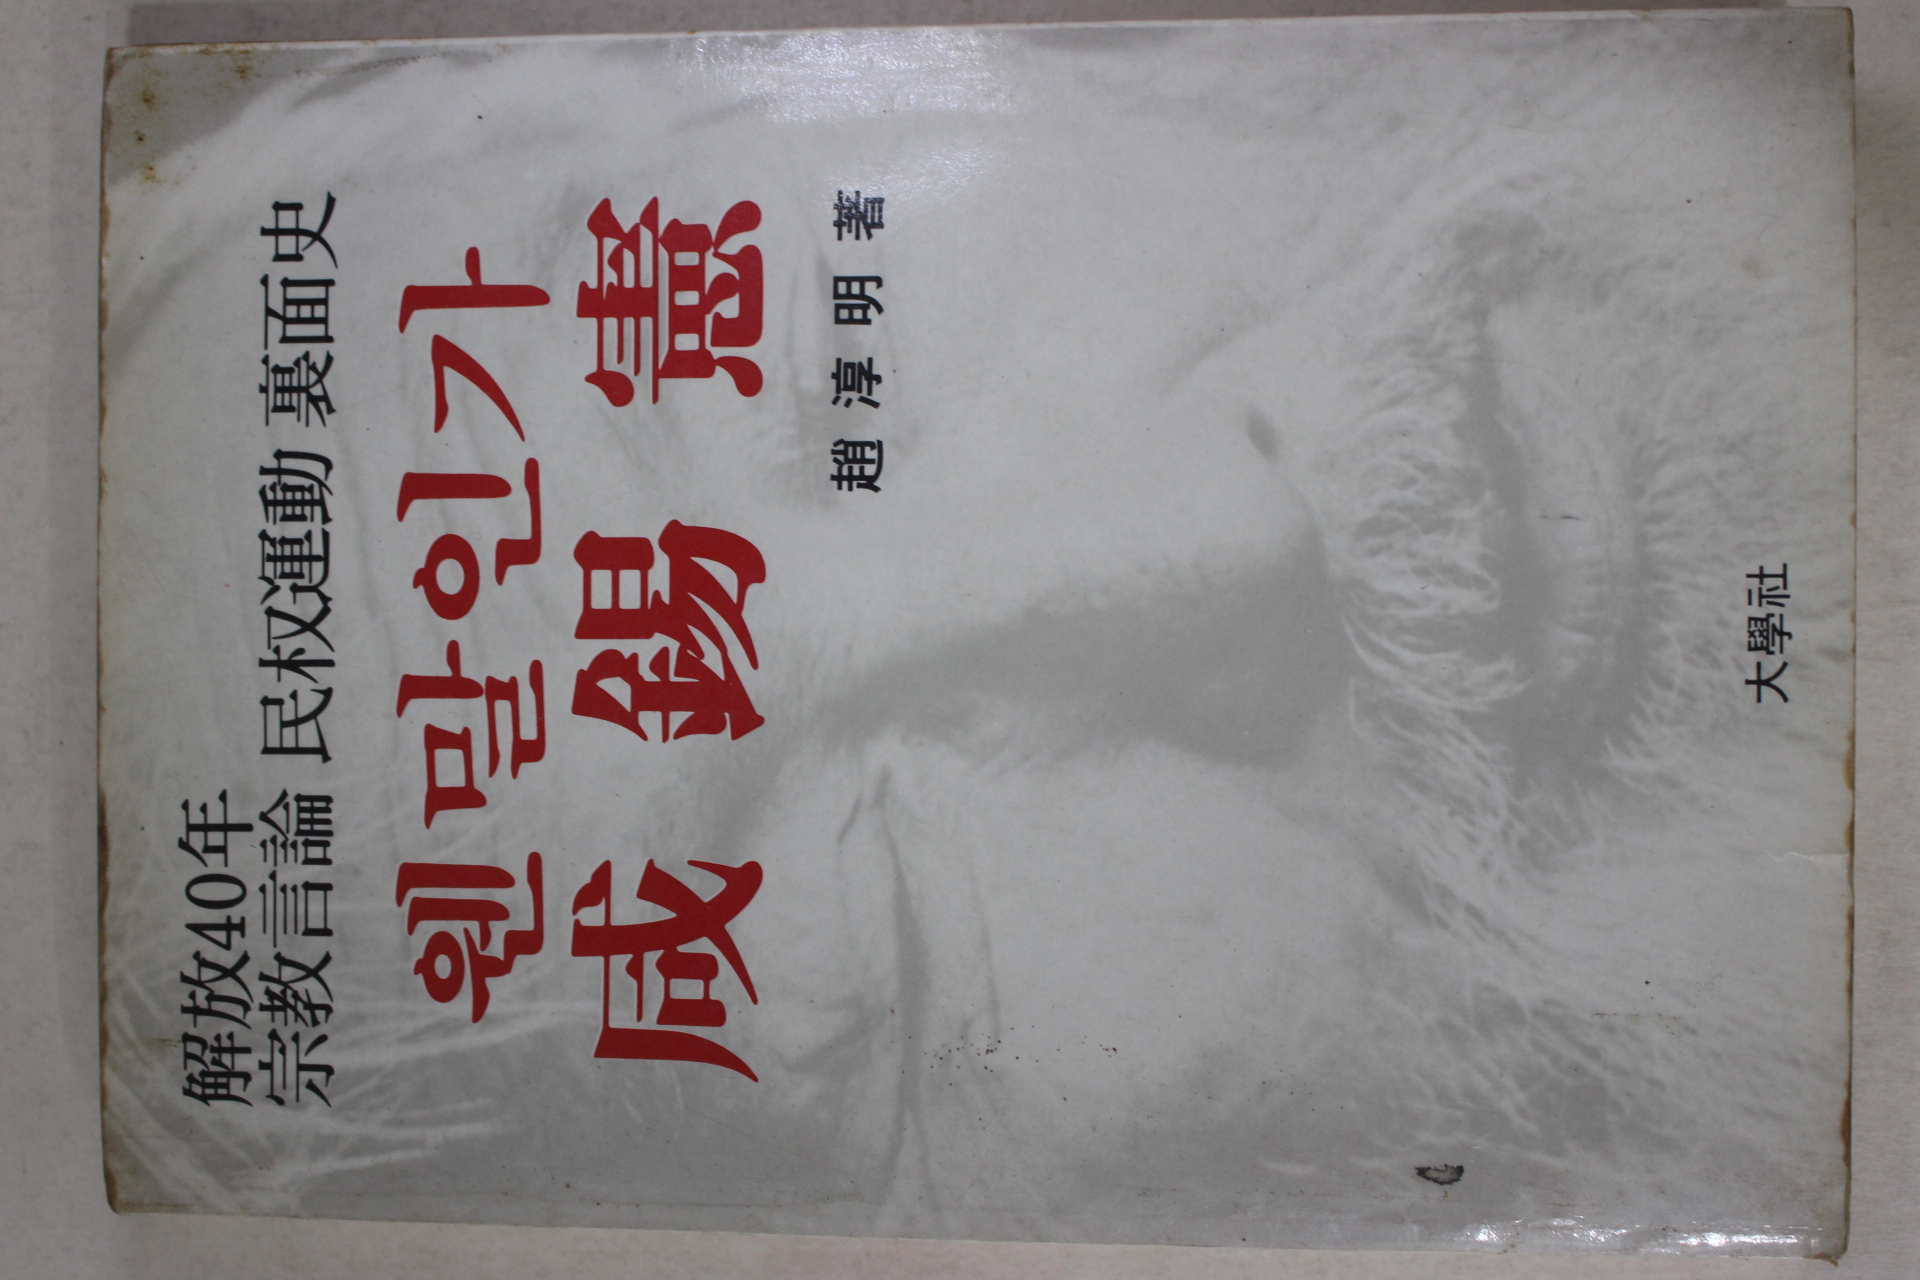 解放40年
宗教言論 民权運動 裏面史
웬말인가
咸錫憲
趙淳明 著
大學社